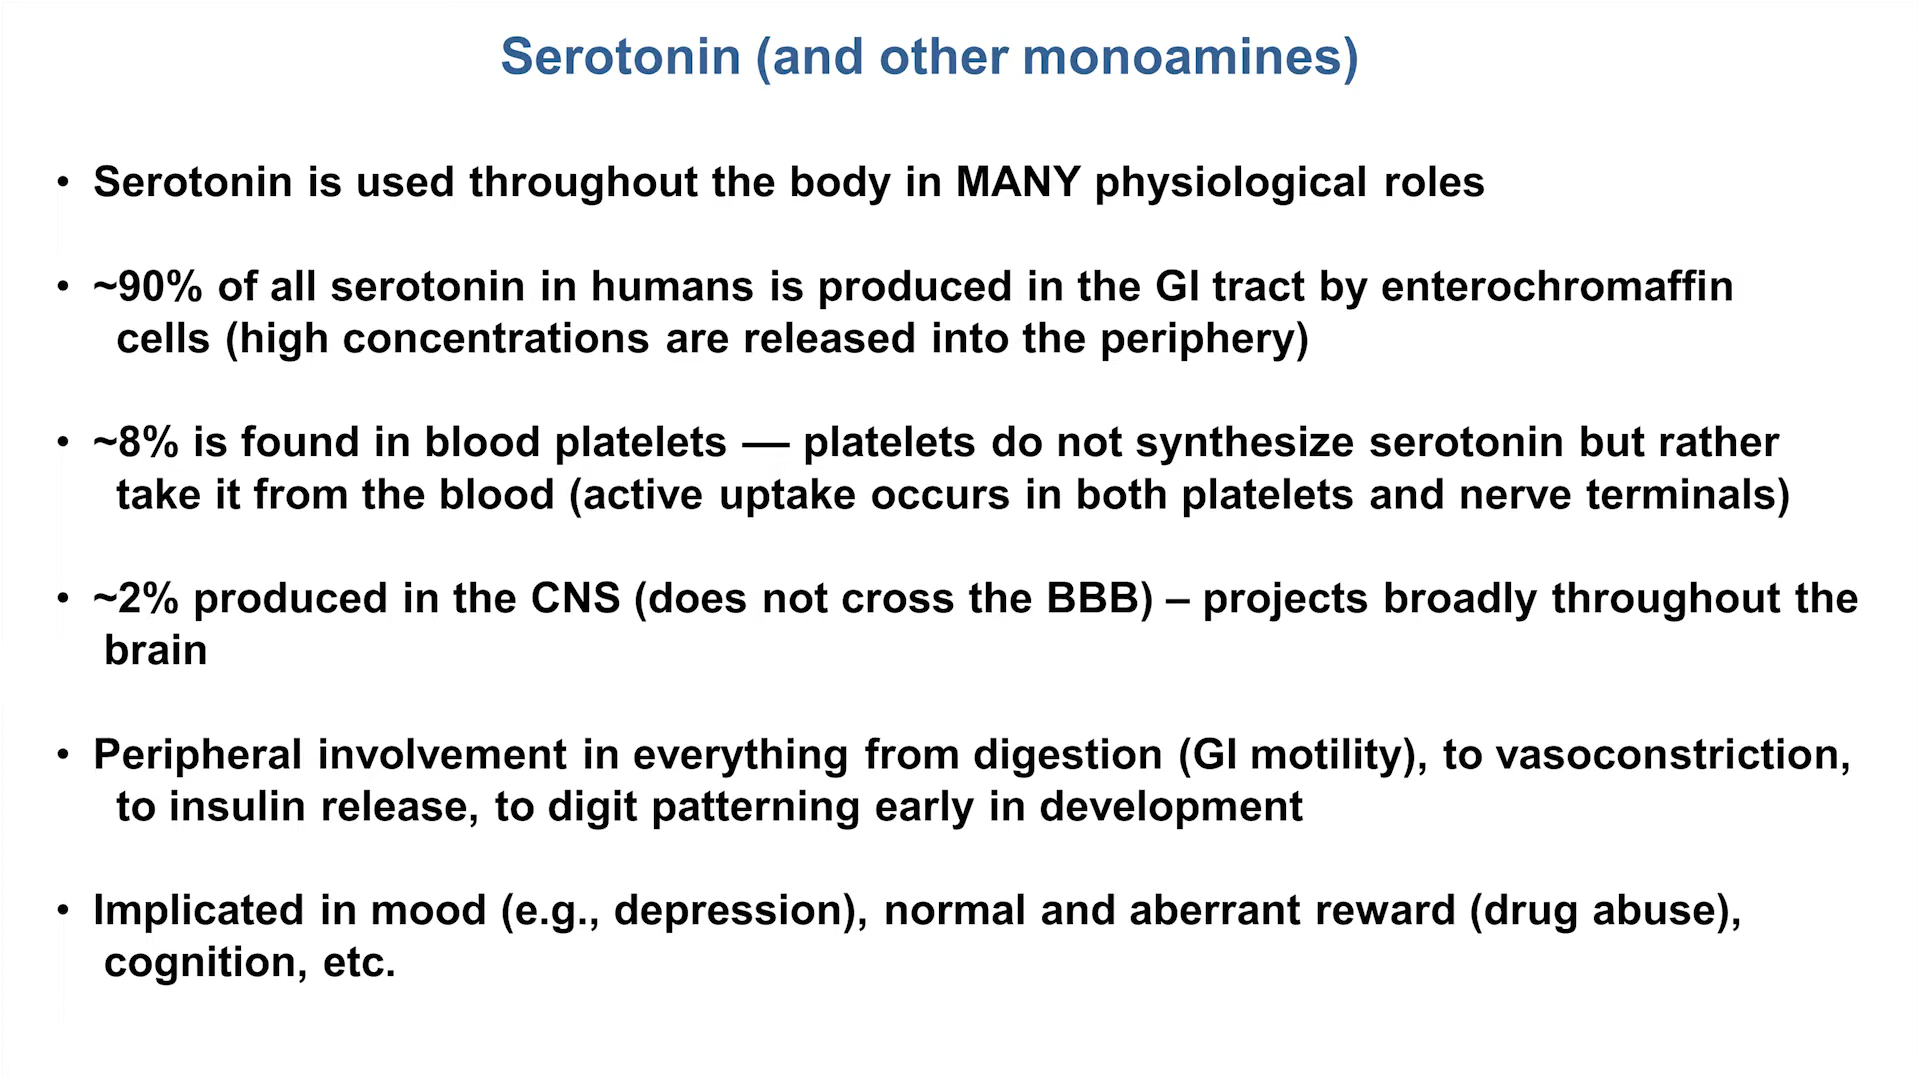 Serotonin (and other monoamines)
• Serotonin is used throughout the body in MANY physiological roles
• ~90% of all serotonin in humans is produced in the GI tract by enterochromaffin
cells (high concentrations are released into the periphery)
• ~8% is found in blood platelets — platelets do not synthesize serotonin but rather
take it from the blood (active uptake occurs in both platelets and nerve terminals)
• ~2% produced in the CNS (does not cross the BBB) – projects broadly throughout the
brain
• Peripheral involvement in everything from digestion (GI motility), to vasoconstriction,
to insulin release, to digit patterning early in development
• Implicated in mood (e.g., depression), normal and aberrant reward (drug abuse),
cognition, etc.